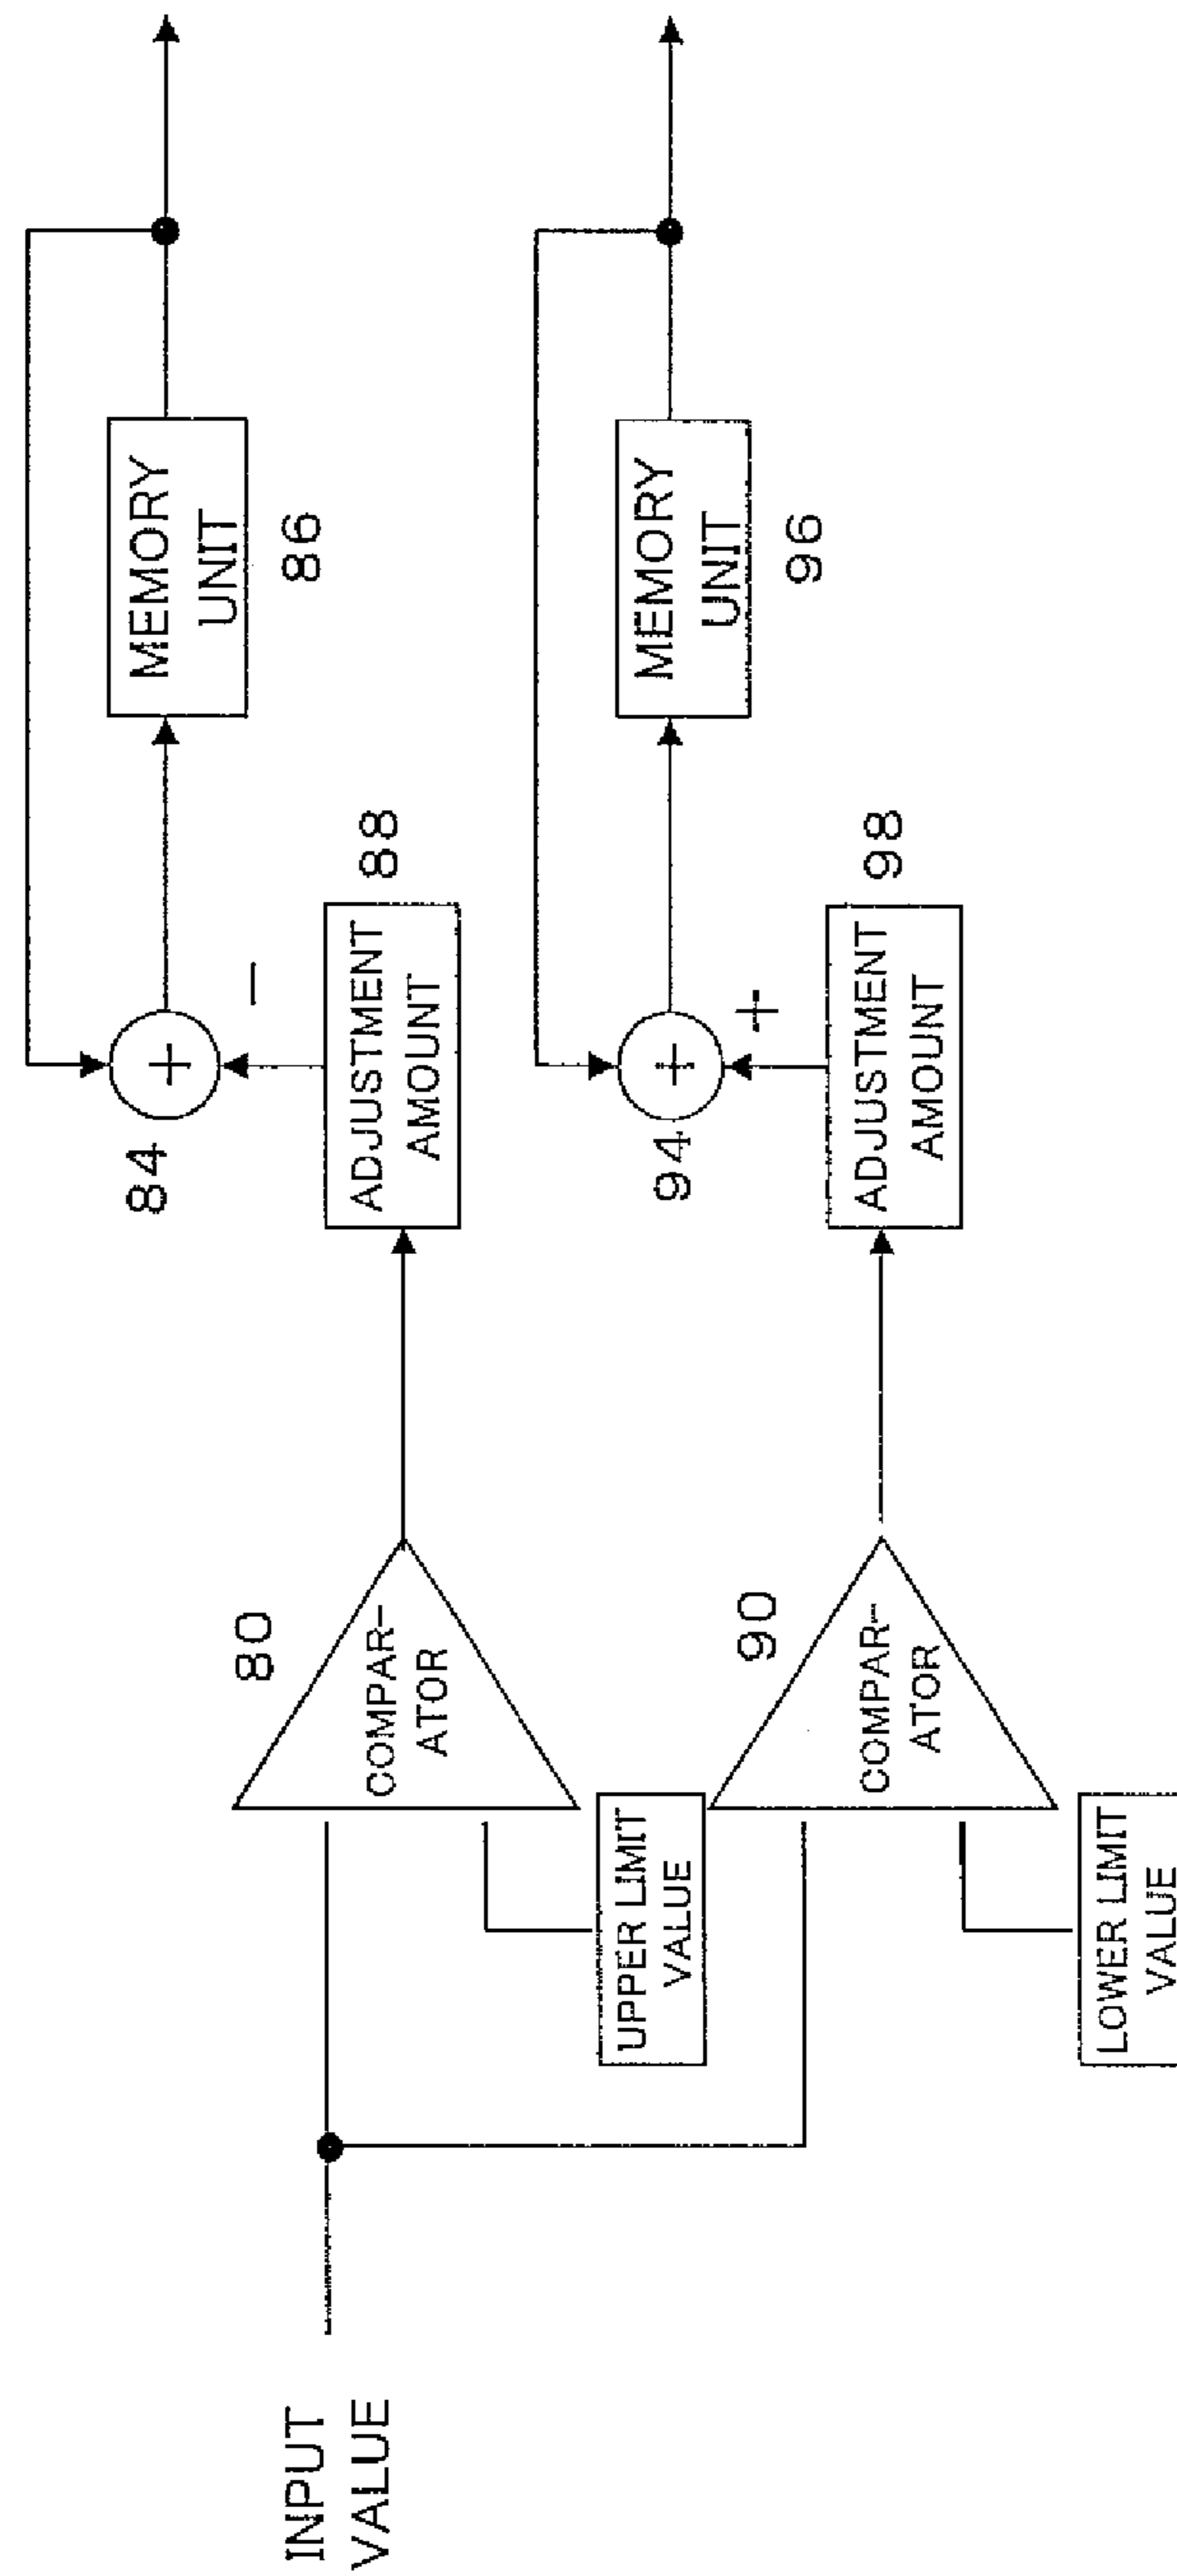 INPUT
VALUE
80
COMPAR-
ATOR
UPPER LIMIT
VALUE
84
+
−
ADJUSTMENT
AMOUNT
88
MEMORY
UNIT
86
90
COMPAR-
ATOR
LOWER LIMIT
VALUE
94
+
+
ADJUSTMENT
AMOUNT
98
MEMORY
UNIT
96